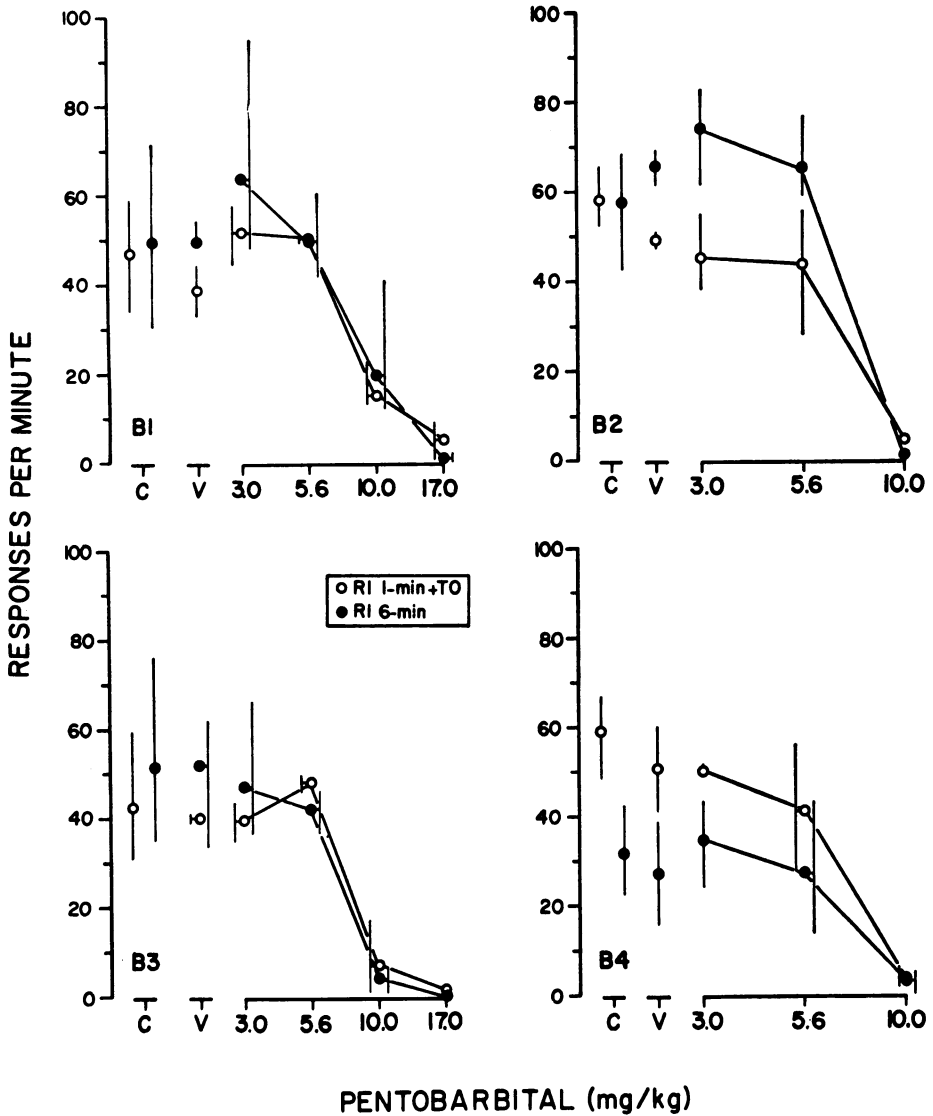 RESPONSES PER MINUTE
100
80
60
40
20
0
B1
C V 3.0 5.6 10.0 17.0
100
80
60
40
20
0
B2
C V 3.0 5.6 10.0
100
80
60
40
20
0
RI 1-min+TO
RI 6-min
B3
C V 3.0 5.6 10.0 17.0
100
80
60
40
20
0
B4
C V 3.0 5.6 10.0
PENTOBARBITAL (mg/kg)